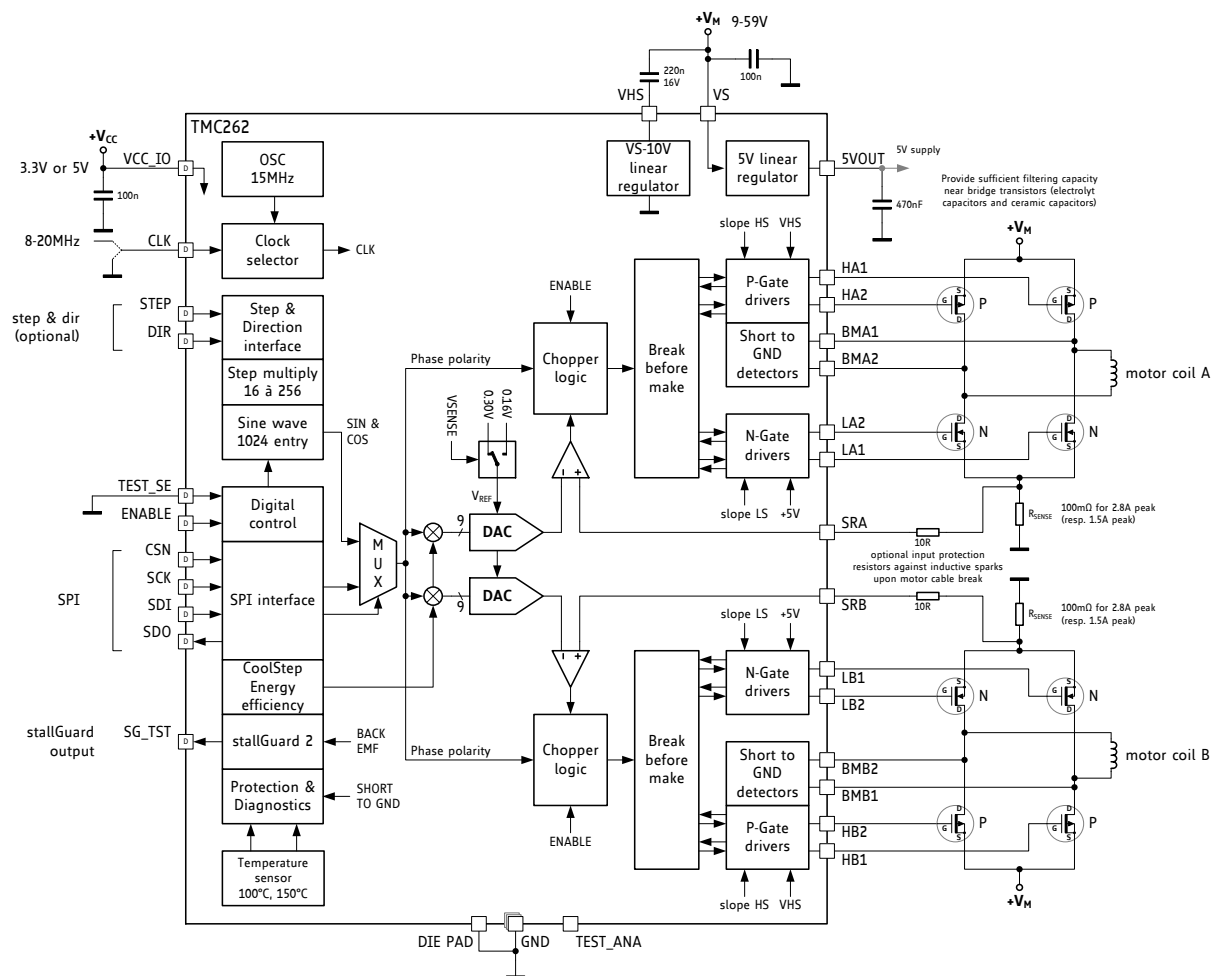 +VM
9-59V
220n
16V
100n
VHS
VS
TMC262
+VCC
3.3V or 5V
VCC_IO
D
100n
OSC
15MHz
VS-10V
linear
regulator
5V linear
regulator
5VOUT
5V supply
470nF
Provide sufficient filtering capacity
near bridge transistors (electrolyt
capacitors and ceramic capacitors)
+VM
8-20MHz
CLK
D
Clock
selector
CLK
slope HS
VHS
STEP
D
step & dir
(optional)
DIR
D
Step &
Direction
interface
Step multiply
16 à 256
Sine wave
1024 entry
SIN &
COS
ENABLE
Chopper
logic
Phase polarity
Break
before
make
P-Gate
drivers
Short to
GND
detectors
N-Gate
drivers
HA1
HA2
BMA1
BMA2
LA2
LA1
S
G
D
P
S
G
D
P
motor coil A
D
G
S
N
D
G
S
N
VSENSE
0.30V
0.16V
VREF
slope LS
+5V
TEST_SE
D
ENABLE
D
Digital
control
9
DAC
SRA
10R
RSENSE
100mΩ for 2.8A peak
(resp. 1.5A peak)
optional input protection
resistors against inductive sparks
upon motor cable break
SPI
CSN
D
SCK
D
SDI
D
SDO
D
SPI interface
M
U
X
9
DAC
SRB
10R
RSENSE
100mΩ for 2.8A peak
(resp. 1.5A peak)
slope LS
+5V
CoolStep
Energy
efficiency
stallGuard
output
SG_TST
D
stallGuard 2
BACK
EMF
Phase polarity
Chopper
logic
ENABLE
Break
before
make
N-Gate
drivers
Short to
GND
detectors
P-Gate
drivers
LB1
LB2
BMB2
BMB1
HB2
HB1
S
G
D
N
S
G
D
N
motor coil B
D
G
S
P
D
G
S
P
Protection &
Diagnostics
SHORT
TO GND
Temperature
sensor
100°C, 150°C
slope HS
VHS
+VM
DIE PAD
GND
TEST_ANA